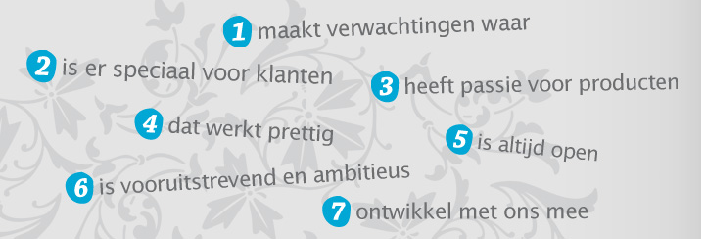 1 maakt verwachtingen waar
2 is er speciaal voor klanten
3 heeft passie voor producten
4 dat werkt prettig
5 is altijd open
6 is vooruitstrevend en ambitieus
7 ontwikkel met ons mee